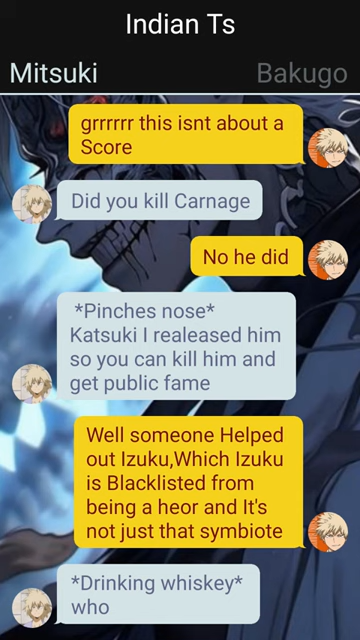 Indian Ts
Mitsuki
Bakugo
grrrrrr this isnt about a
Score
Did you kill Carnage
No he did
*Pinches nose*
Katsuki I realeased him
so you can kill him and
get public fame
Well someone Helped
out Izuku,Which Izuku
is Blacklisted from
being a heor and It's
not just that symbiote
*Drinking whiskey*
who